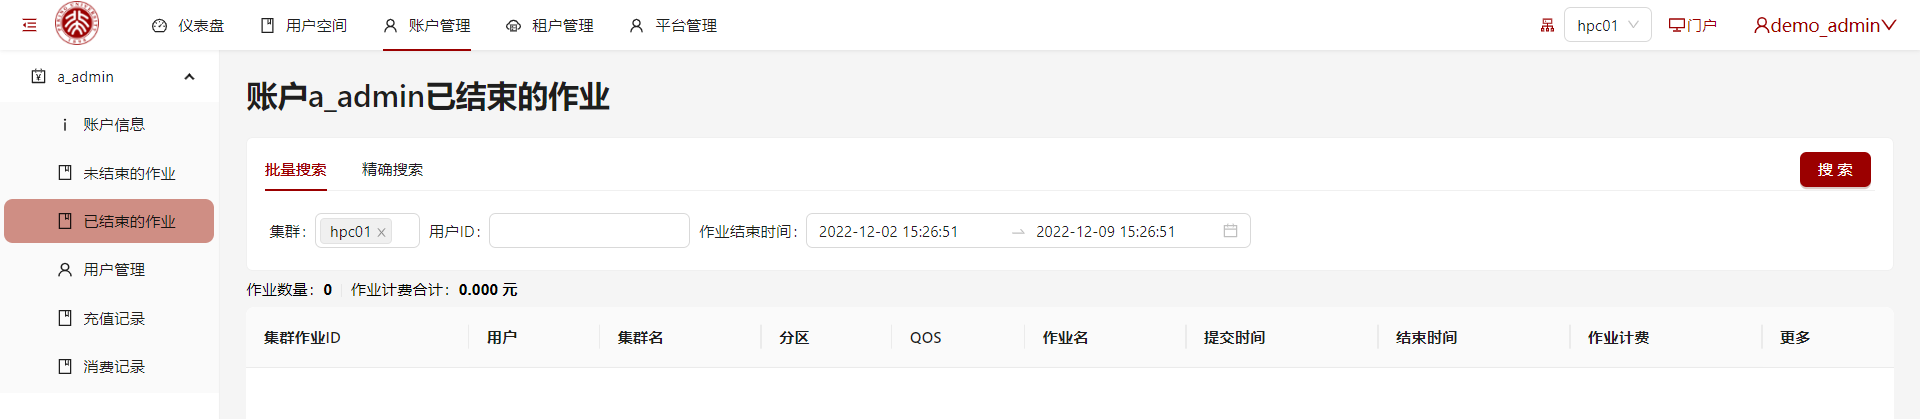 仪表盘 用户空间 账户管理 租户管理 平台管理 hpc01 门户 demo_admin
a_admin
账户信息
未结束的作业
已结束的作业
用户管理
充值记录
消费记录
账户a_admin已结束的作业
批量搜索 精确搜索 搜 索
集群: hpc01 用户ID: 作业结束时间: 2022-12-02 15:26:51 2022-12-09 15:26:51
作业数量：0 作业计费合计：0.000 元
集群作业ID 用户 集群名 分区 QOS 作业名 提交时间 结束时间 作业计费 更多